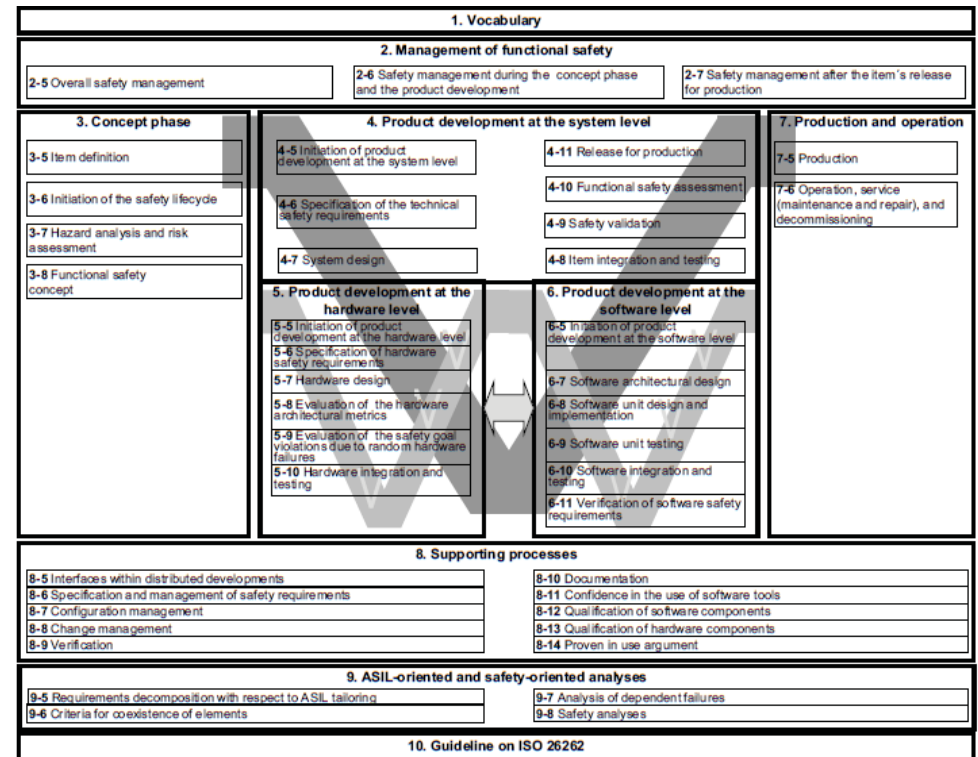 1. Vocabulary
2. Management of functional safety
2-5 Overall safety management
2-6 Safety management during the concept phase
and the product development
2-7 Safety management after the item´s release
for production
3. Concept phase
3-5 Item definition
3-6 Initiation of the safety lifecycle
3-7 Hazard analysis and risk
assessment
3-8 Functional safety
concept
4. Product development at the system level
4-5 Initiation of product
development at the system level
4-6 Specification of the technical
safety requirements
4-7 System design
4-11 Release for production
4-10 Functional safety assessment
4-9 Safety validation
4-8 Item integration and testing
5. Product development at the
hardware level
5-5 Initiation of product
development at the hardware level
5-6 Specification of hardware
safety requirements
5-7 Hardware design
5-8 Evaluation of the hardware
architectural metrics
5-9 Evaluation of the safety goal
violations due to random hardware
failures
5-10 Hardware integration and
testing
6. Product development at the
software level
6-5 Initiation of product
development at the software level
6-7 Software architectural design
6-8 Software unit design and
implementation
6-9 Software unit testing
6-10 Software integration and
testing
6-11 Verification of software safety
requirements
7. Production and operation
7-5 Production
7-6 Operation, service
(maintenance and repair), and
decommissioning
8. Supporting processes
8-5 Interfaces within distributed developments
8-6 Specification and management of safety requirements
8-7 Configuration management
8-8 Change management
8-9 Verification
8-10 Documentation
8-11 Confidence in the use of software tools
8-12 Qualification of software components
8-13 Qualification of hardware components
8-14 Proven in use argument
9. ASIL-oriented and safety-oriented analyses
9-5 Requirements decomposition with respect to ASIL tailoring
9-6 Criteria for coexistence of elements
9-7 Analysis of dependent failures
9-8 Safety analyses
10. Guideline on ISO 26262